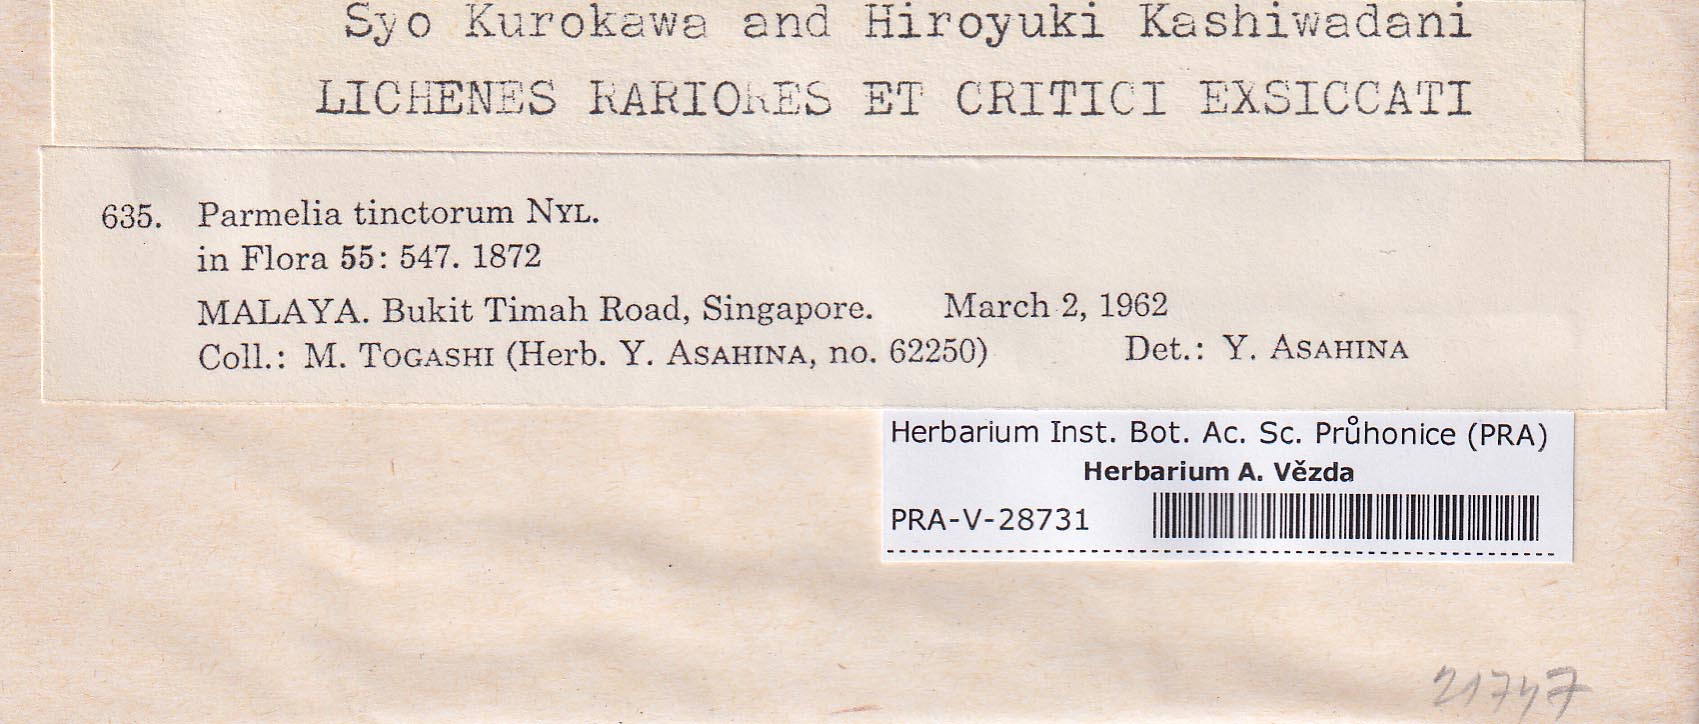 Syo Kurokawa and Hiroyuki Kashiwadani
LICHENES RARIORES ET CRITICI EXSICCATI
635. Parmelia tinctorum NYL.
in Flora 55: 547. 1872
MALAYA. Bukit Timah Road, Singapore. March 2, 1962
Coll.: M. TOGASHI (Herb. Y. ASAHINA, no. 62250) Det.: Y. ASAHINA
Herbarium Inst. Bot. Ac. Sc. Průhonice (PRA)
Herbarium A. Vězda
PRA-V-28731
21747